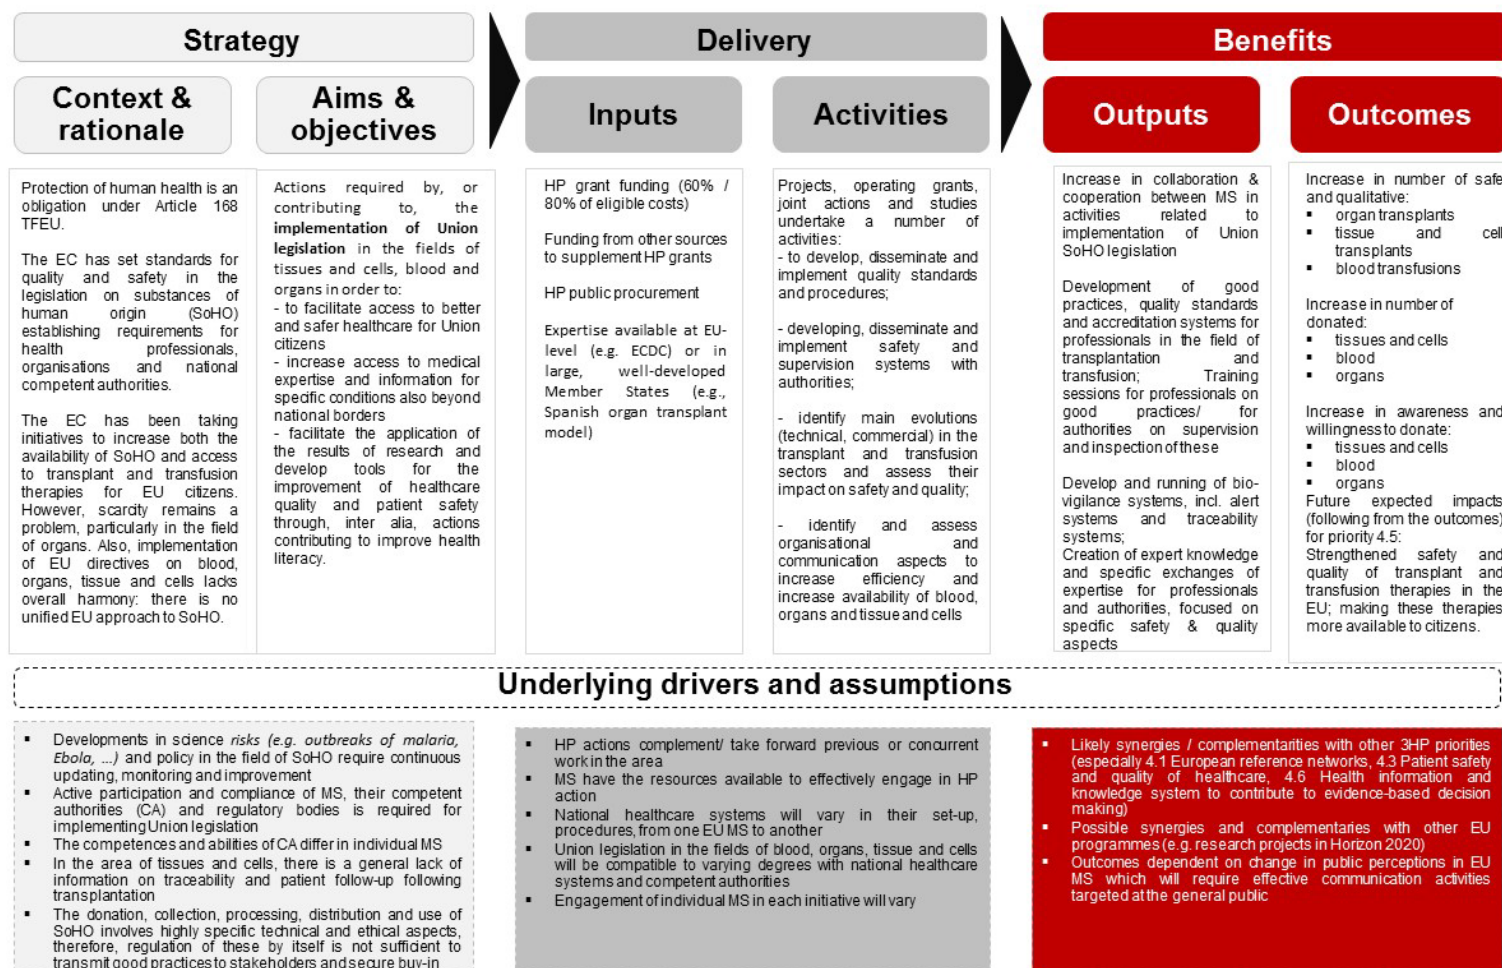 Strategy
Delivery
Benefits
Context &
rationale
Aims &
objectives
Inputs
Activities
Outputs
Outcomes
Protection of human health is an
obligation under Article 168
TFEU.
The EC has set standards for
quality and safety in the
legislation on substances of
human origin (SoHO)
establishing requirements for
health professionals,
organisations and national
competent authorities.
The EC has been taking
initiatives to increase both the
availability of SoHO and access
to transplant and transfusion
therapies for EU citizens.
However, scarcity remains a
problem, particularly in the field
of organs. Also, implementation
of EU directives on blood,
organs, tissue and cells lacks
overall harmony: there is no
unified EU approach to SoHO.
Actions required by, or
contributing to, the
implementation of Union
legislation in the fields of
tissues and cells, blood and
organs in order to:
- to facilitate access to better
and safer healthcare for Union
citizens
- increase access to medical
expertise and information for
specific conditions also beyond
national borders
- facilitate the application of
the results of research and
develop tools for the
improvement of healthcare
quality and patient safety
through, inter alia, actions
contributing to improve health
literacy.
HP grant funding (60% /
80% of eligible costs)
Funding from other sources
to supplement HP grants
HP public procurement
Expertise available at EU-
level (e.g. ECDC) or in
large, well-developed
Member States (e.g.,
Spanish organ transplant
model)
Projects, operating grants,
joint actions and studies
undertake a number of
activities:
- to develop, disseminate and
implement quality standards
and procedures;
- developing, disseminate and
implement safety and
supervision systems with
authorities;
- identify main evolutions
(technical, commercial) in the
transplant and transfusion
sectors and assess their
impact on safety and quality;
- identify and assess
organisational and
communication aspects to
increase efficiency and
increase availability of blood,
organs and tissue and cells
Increase in collaboration &
cooperation between MS in
activities related to
implementation of Union
SoHO legislation
Development of good
practices, quality standards
and accreditation systems for
professionals in the field of
transplantation and
transfusion; Training
sessions for professionals on
good practices/ for
authorities on supervision
and inspection of these
Develop and running of bio-
vigilance systems, incl. alert
systems and traceability
systems;
Creation of expert knowledge
and specific exchanges of
expertise for professionals
and authorities, focused on
specific safety & quality
aspects
Increase in number of safe
and qualitative:
▪ organ transplants
▪ tissue and cell
transplants
▪ blood transfusions
Increase in number of
donated:
▪ tissues and cells
▪ blood
▪ organs
Increase in awareness and
willingness to donate:
▪ tissues and cells
▪ blood
▪ organs
Future expected impacts
(following from the outcomes)
for priority 4.5:
Strengthened safety and
quality of transplant and
transfusion therapies in the
EU; making these therapies
more available to citizens.
Underlying drivers and assumptions
▪ Developments in science risks (e.g. outbreaks of malaria,
Ebola, ...) and policy in the field of SoHO require continuous
updating, monitoring and improvement
▪ Active participation and compliance of MS, their competent
authorities (CA) and regulatory bodies is required for
implementing Union legislation
▪ The competences and abilities of CA differ in individual MS
▪ In the area of tissues and cells, there is a general lack of
information on traceability and patient follow-up following
transplantation
▪ The donation, collection, processing, distribution and use of
SoHO involves highly specific technical and ethical aspects,
therefore, regulation of these by itself is not sufficient to
transmit good practices to stakeholders and secure buy-in
▪ HP actions complement/ take forward previous or concurrent
work in the area
▪ MS have the resources available to effectively engage in HP
action
▪ National healthcare systems will vary in their set-up,
procedures, from one EU MS to another
▪ Union legislation in the fields of blood, organs, tissue and cells
will be compatible to varying degrees with national healthcare
systems and competent authorities
▪ Engagement of individual MS in each initiative will vary
▪ Likely synergies / complementarities with other 3HP priorities
(especially 4.1 European reference networks, 4.3 Patient safety
and quality of healthcare, 4.6 Health information and
knowledge system to contribute to evidence-based decision
making)
▪ Possible synergies and complementaries with other EU
programmes (e.g. research projects in Horizon 2020)
▪ Outcomes dependent on change in public perceptions in EU
MS which will require effective communication activities
targeted at the general public